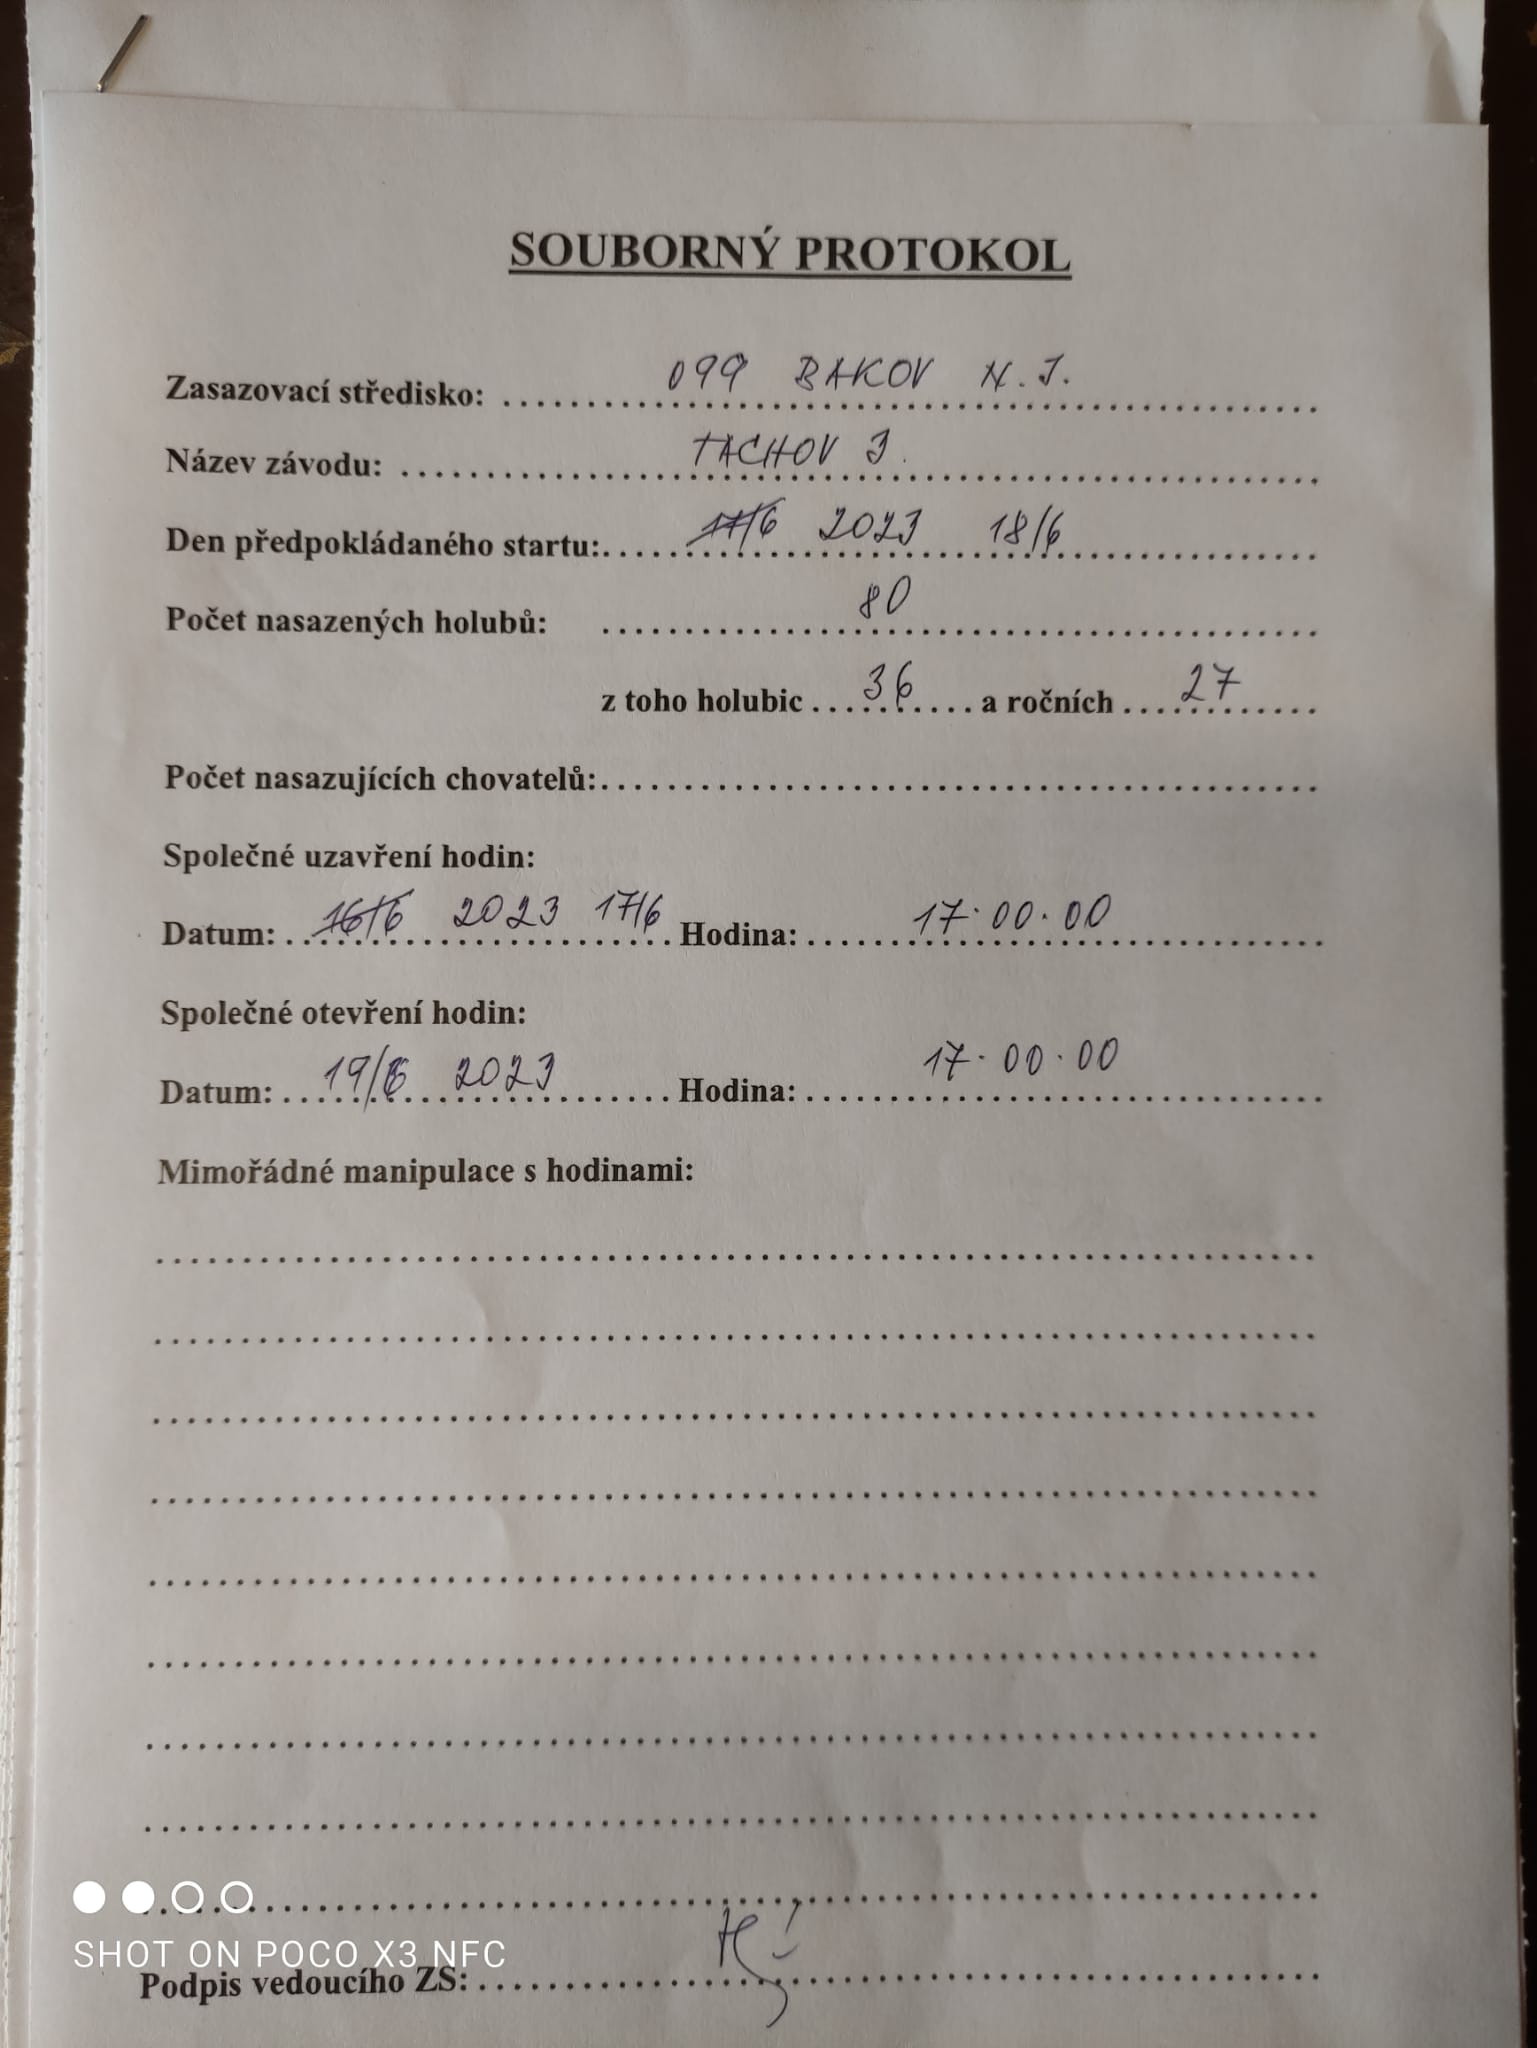 SOUBORNÝ PROTOKOL
Zasazovací středisko: 099 BAKOV N. J.
Název závodu: TACHOV I.
Den předpokládaného startu: 17/6 2023 18/6
Počet nasazených holubů: 80
z toho holubic 36 a ročních 27
Počet nasazujících chovatelů:
Společné uzavření hodin:
Datum: 16/6 2023 17/6 Hodina: 17.00.00
Společné otevření hodin:
Datum: 19/6 2023 Hodina: 17.00.00
Mimořádné manipulace s hodinami:
SHOT ON POCO X3 NFC
Podpis vedoucího ZS: